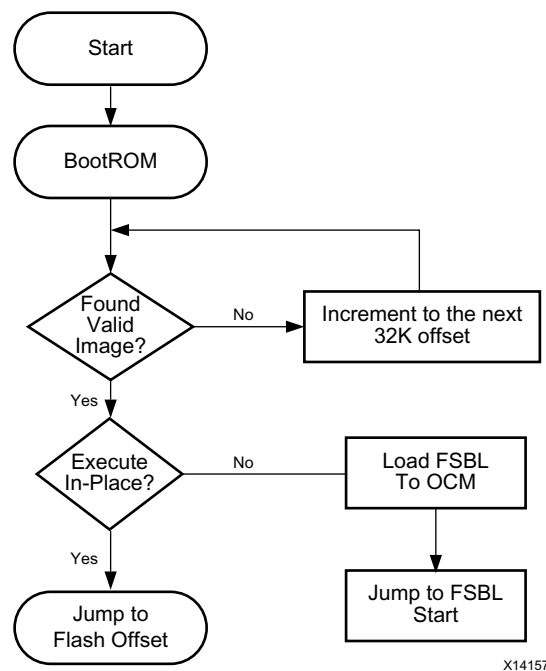 Start
BootROM
Found
Valid
Image?
No
Increment to the next
32K offset
Yes
Execute
In-Place?
No
Load FSBL
To OCM
Yes
Jump to
Flash Offset
Jump to FSBL
Start
X14157